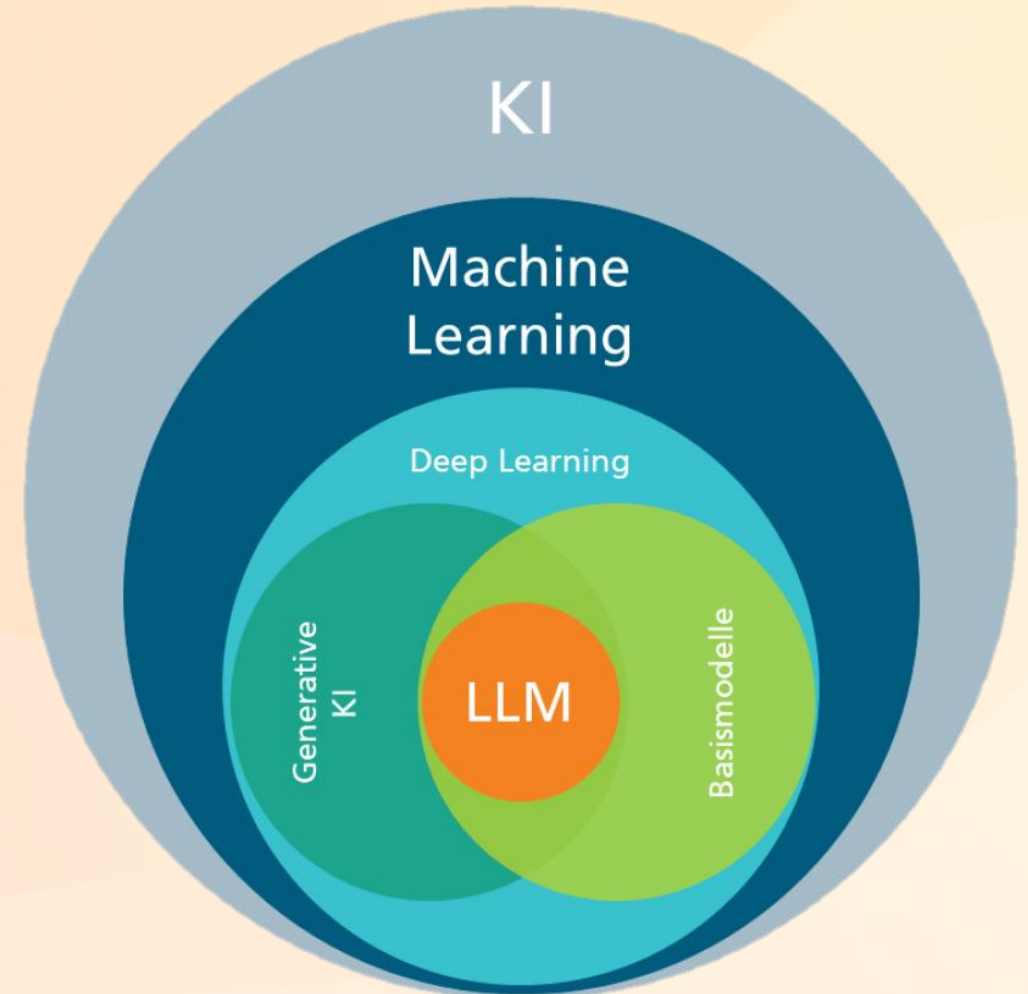 KI
Machine
Learning
Deep Learning
Generative
KI
LLM
Basismodelle